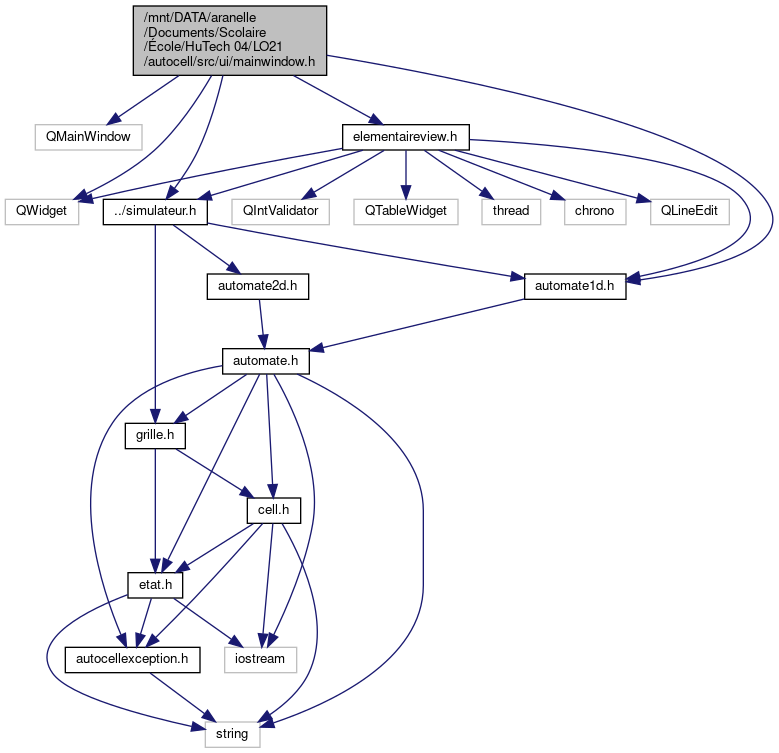 /mnt/DATA/aranelle
/Documents/Scolaire
/École/HuTech 04/LO21
/autocell/src/ui/mainwindow.h
QMainWindow
elementaireview.h
QWidget
../simulateur.h
QIntValidator
QTableWidget
thread
chrono
QLineEdit
automate2d.h
automate1d.h
automate.h
grille.h
cell.h
etat.h
autocellexception.h
iostream
string